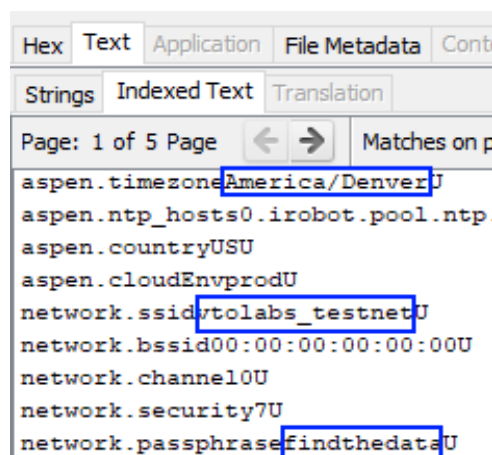 Hex Text Application File Metadata Cont
Strings Indexed Text Translation
Page: 1 of 5 Page Matches on p
aspen.timezoneAmerica/DenverU
aspen.ntp_hosts0.irobot.pool.ntp.
aspen.countryUSU
aspen.cloudEnvprodU
network.ssidvtolabs_testnetU
network.bssid00:00:00:00:00:00U
network.channel0U
network.security7U
network.passphrasefindthedataU